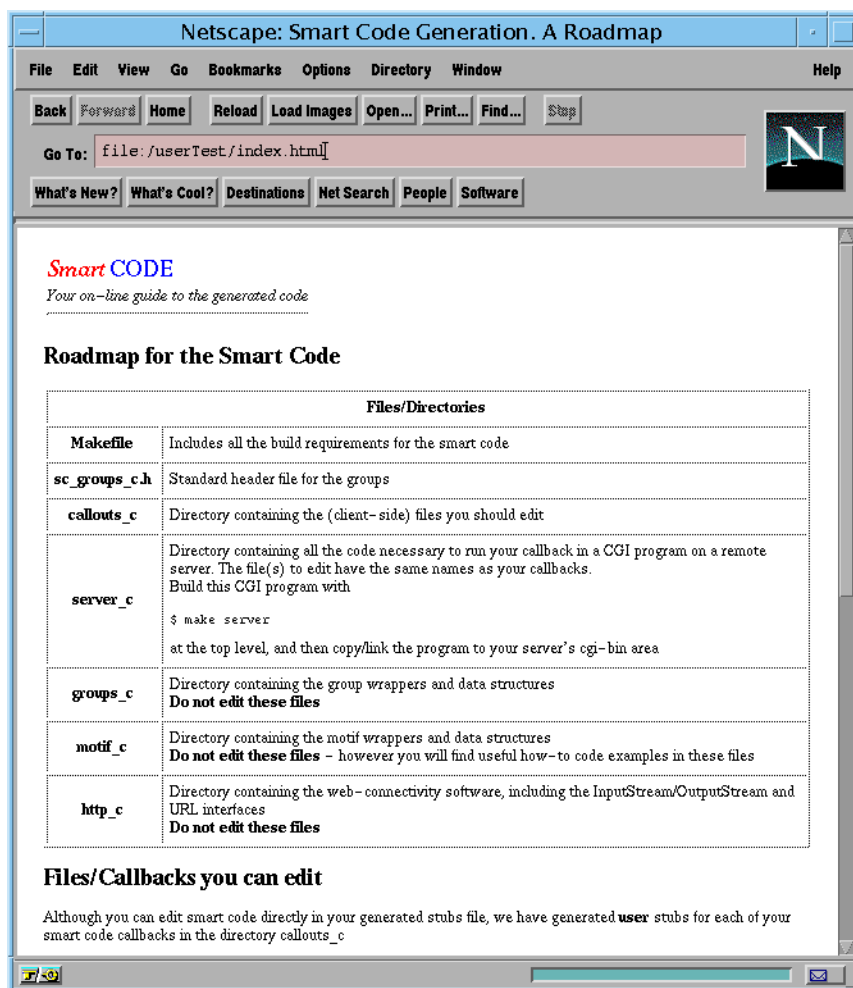 Netscape: Smart Code Generation. A Roadmap
File Edit View Go Bookmarks Options Directory Window Help
Back Forward Home Reload Load Images Open... Print... Find... Stop
Go To: file:/userTest/index.html
N
What's New? What's Cool? Destinations Net Search People Software
Smart CODE
Your on-line guide to the generated code
Roadmap for the Smart Code
Files/Directories
Makefile Includes all the build requirements for the smart code
sc_groups_c.h Standard header file for the groups
callouts_c Directory containing the (client-side) files you should edit
server_c Directory containing all the code necessary to run your callback in a CGI program on a remote
server. The file(s) to edit have the same names as your callbacks.
Build this CGI program with
$ make server
at the top level, and then copy/link the program to your server's cgi-bin area
groups_c Directory containing the group wrappers and data structures
Do not edit these files
motif_c Directory containing the motif wrappers and data structures
Do not edit these files - however you will find useful how-to code examples in these files
http_c Directory containing the web-connectivity software, including the InputStream/OutputStream and
URL interfaces
Do not edit these files
Files/Callbacks you can edit
Although you can edit smart code directly in your generated stubs file, we have generated user stubs for each of your
smart code callbacks in the directory callouts_c